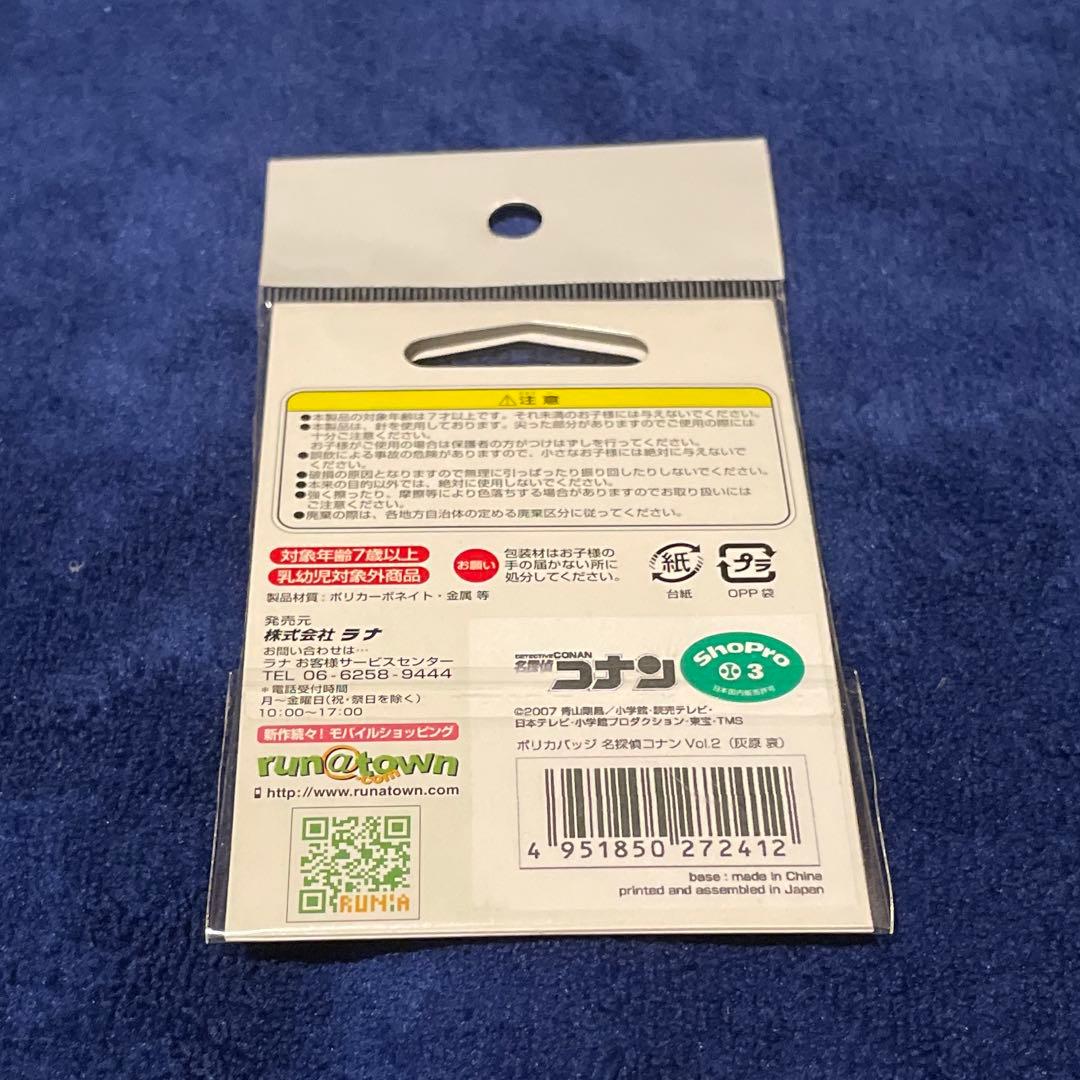 ⚠注意
●本製品の対象年齢は7才以上です。それ未満のお子様には与えないでください。
●本製品は、針を使用しております。尖った部分がありますのでご使用の際には
十分ご注意ください。
お子様がご使用の場合は保護者の方がつけはずしを行ってください。
●誤飲による事故の危険がありますので、小さなお子様には絶対に与えないで
ください。
●破損の原因となりますので無理に引っぱったり振り回したりしないでください。
●本来の目的以外では、絶対に使用しないでください。
●強く擦ったり、摩擦等により色落ちする場合がありますのでお取り扱いには
ご注意ください。
●廃棄の際は、各地方自治体の定める廃棄区分に従ってください。
対象年齢7歳以上
乳幼児対象外商品
お願い
包装材はお子様の
手の届かない所に
処分してください。
紙
台紙
プラ
OPP袋
製品材質：ポリカーボネイト・金属 等
発売元
株式会社 ラナ
お問い合わせは…
ラナ お客様サービスセンター
TEL 06-6258-9444
＊電話受付時間
月～金曜日(祝・祭日を除く)
10:00～17:00
新作続々！モバイルショッピング
run@town
.com
http://www.runatown.com
RUNA
DETECTIVE CONAN
名探偵コナン
ShoPro
3
日本国内販売許可
©2007 青山剛昌／小学館・読売テレビ・
日本テレビ・小学館プロダクション・東宝・TMS
ポリカバッジ 名探偵コナン Vol.2（灰原 哀）
4 951850 272412
base : made in China
printed and assembled in Japan